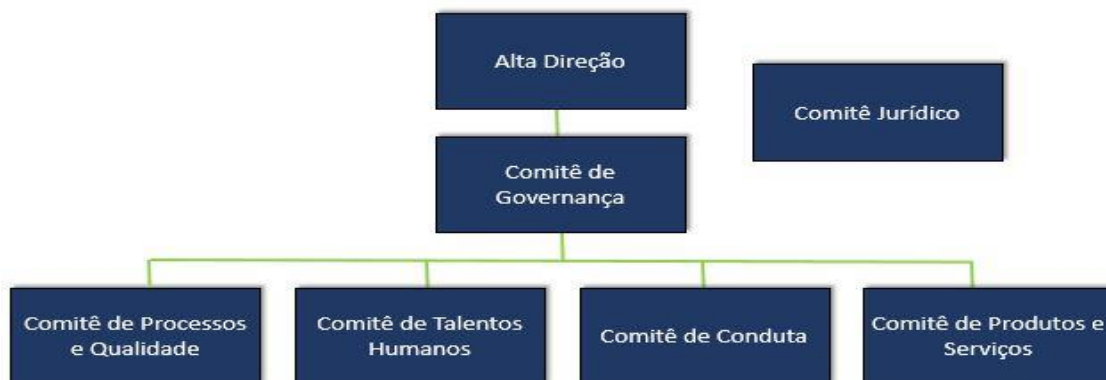 Alta Direção
Comitê Jurídico
Comitê de
Governança
Comitê de Processos
e Qualidade
Comitê de Talentos
Humanos
Comitê de Conduta
Comitê de Produtos e
Serviços